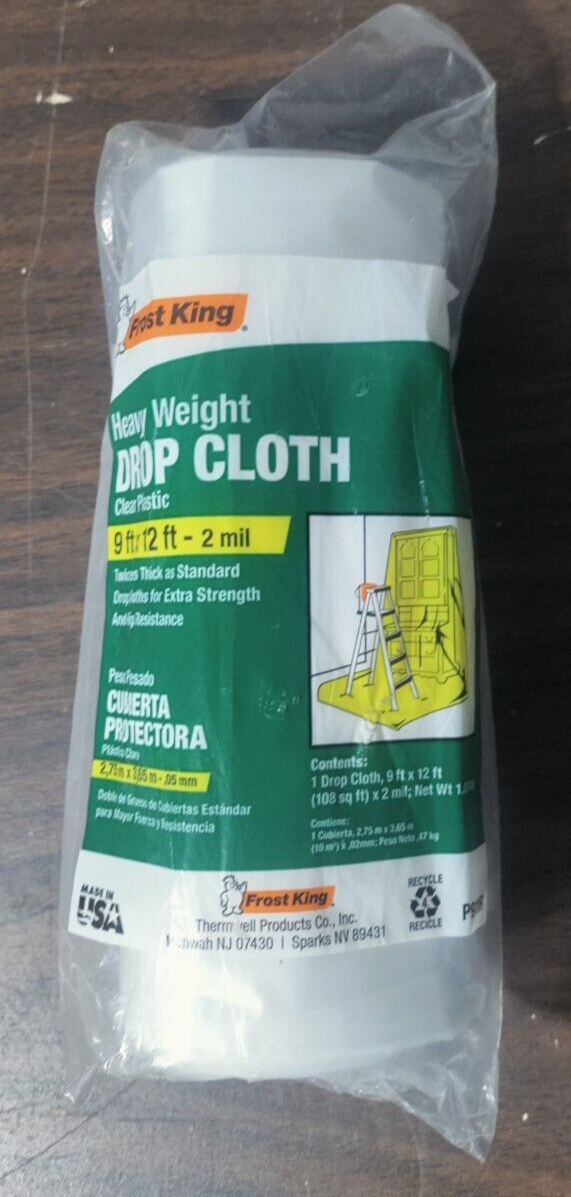 Frost King
Heavy Weight
DROP CLOTH
Clear Plastic
9 ft x 12 ft - 2 mil
Twice as Thick as Standard
Dropcloths for Extra Strength
And Rip Resistance
Peso Pesado
CUBIERTA
PROTECTORA
Plástico Claro
2,75 m x 3,65 m - .05 mm
Doble de Grueso de Cubiertas Estándar
para Mayor Fuerza y Resistencia
Contents:
1 Drop Cloth, 9 ft x 12 ft
(108 sq ft) x 2 mil; Net Wt
Contiene:
1 Cubierta, 2,75 m x 3,65 m
(10 m²) x ,02mm; Peso Neto ,47 kg
MADE IN
USA
Frost King
Thermwell Products Co., Inc.
Mahwah NJ 07430 | Sparks NV 89431
RECYCLE
4
RECICLE